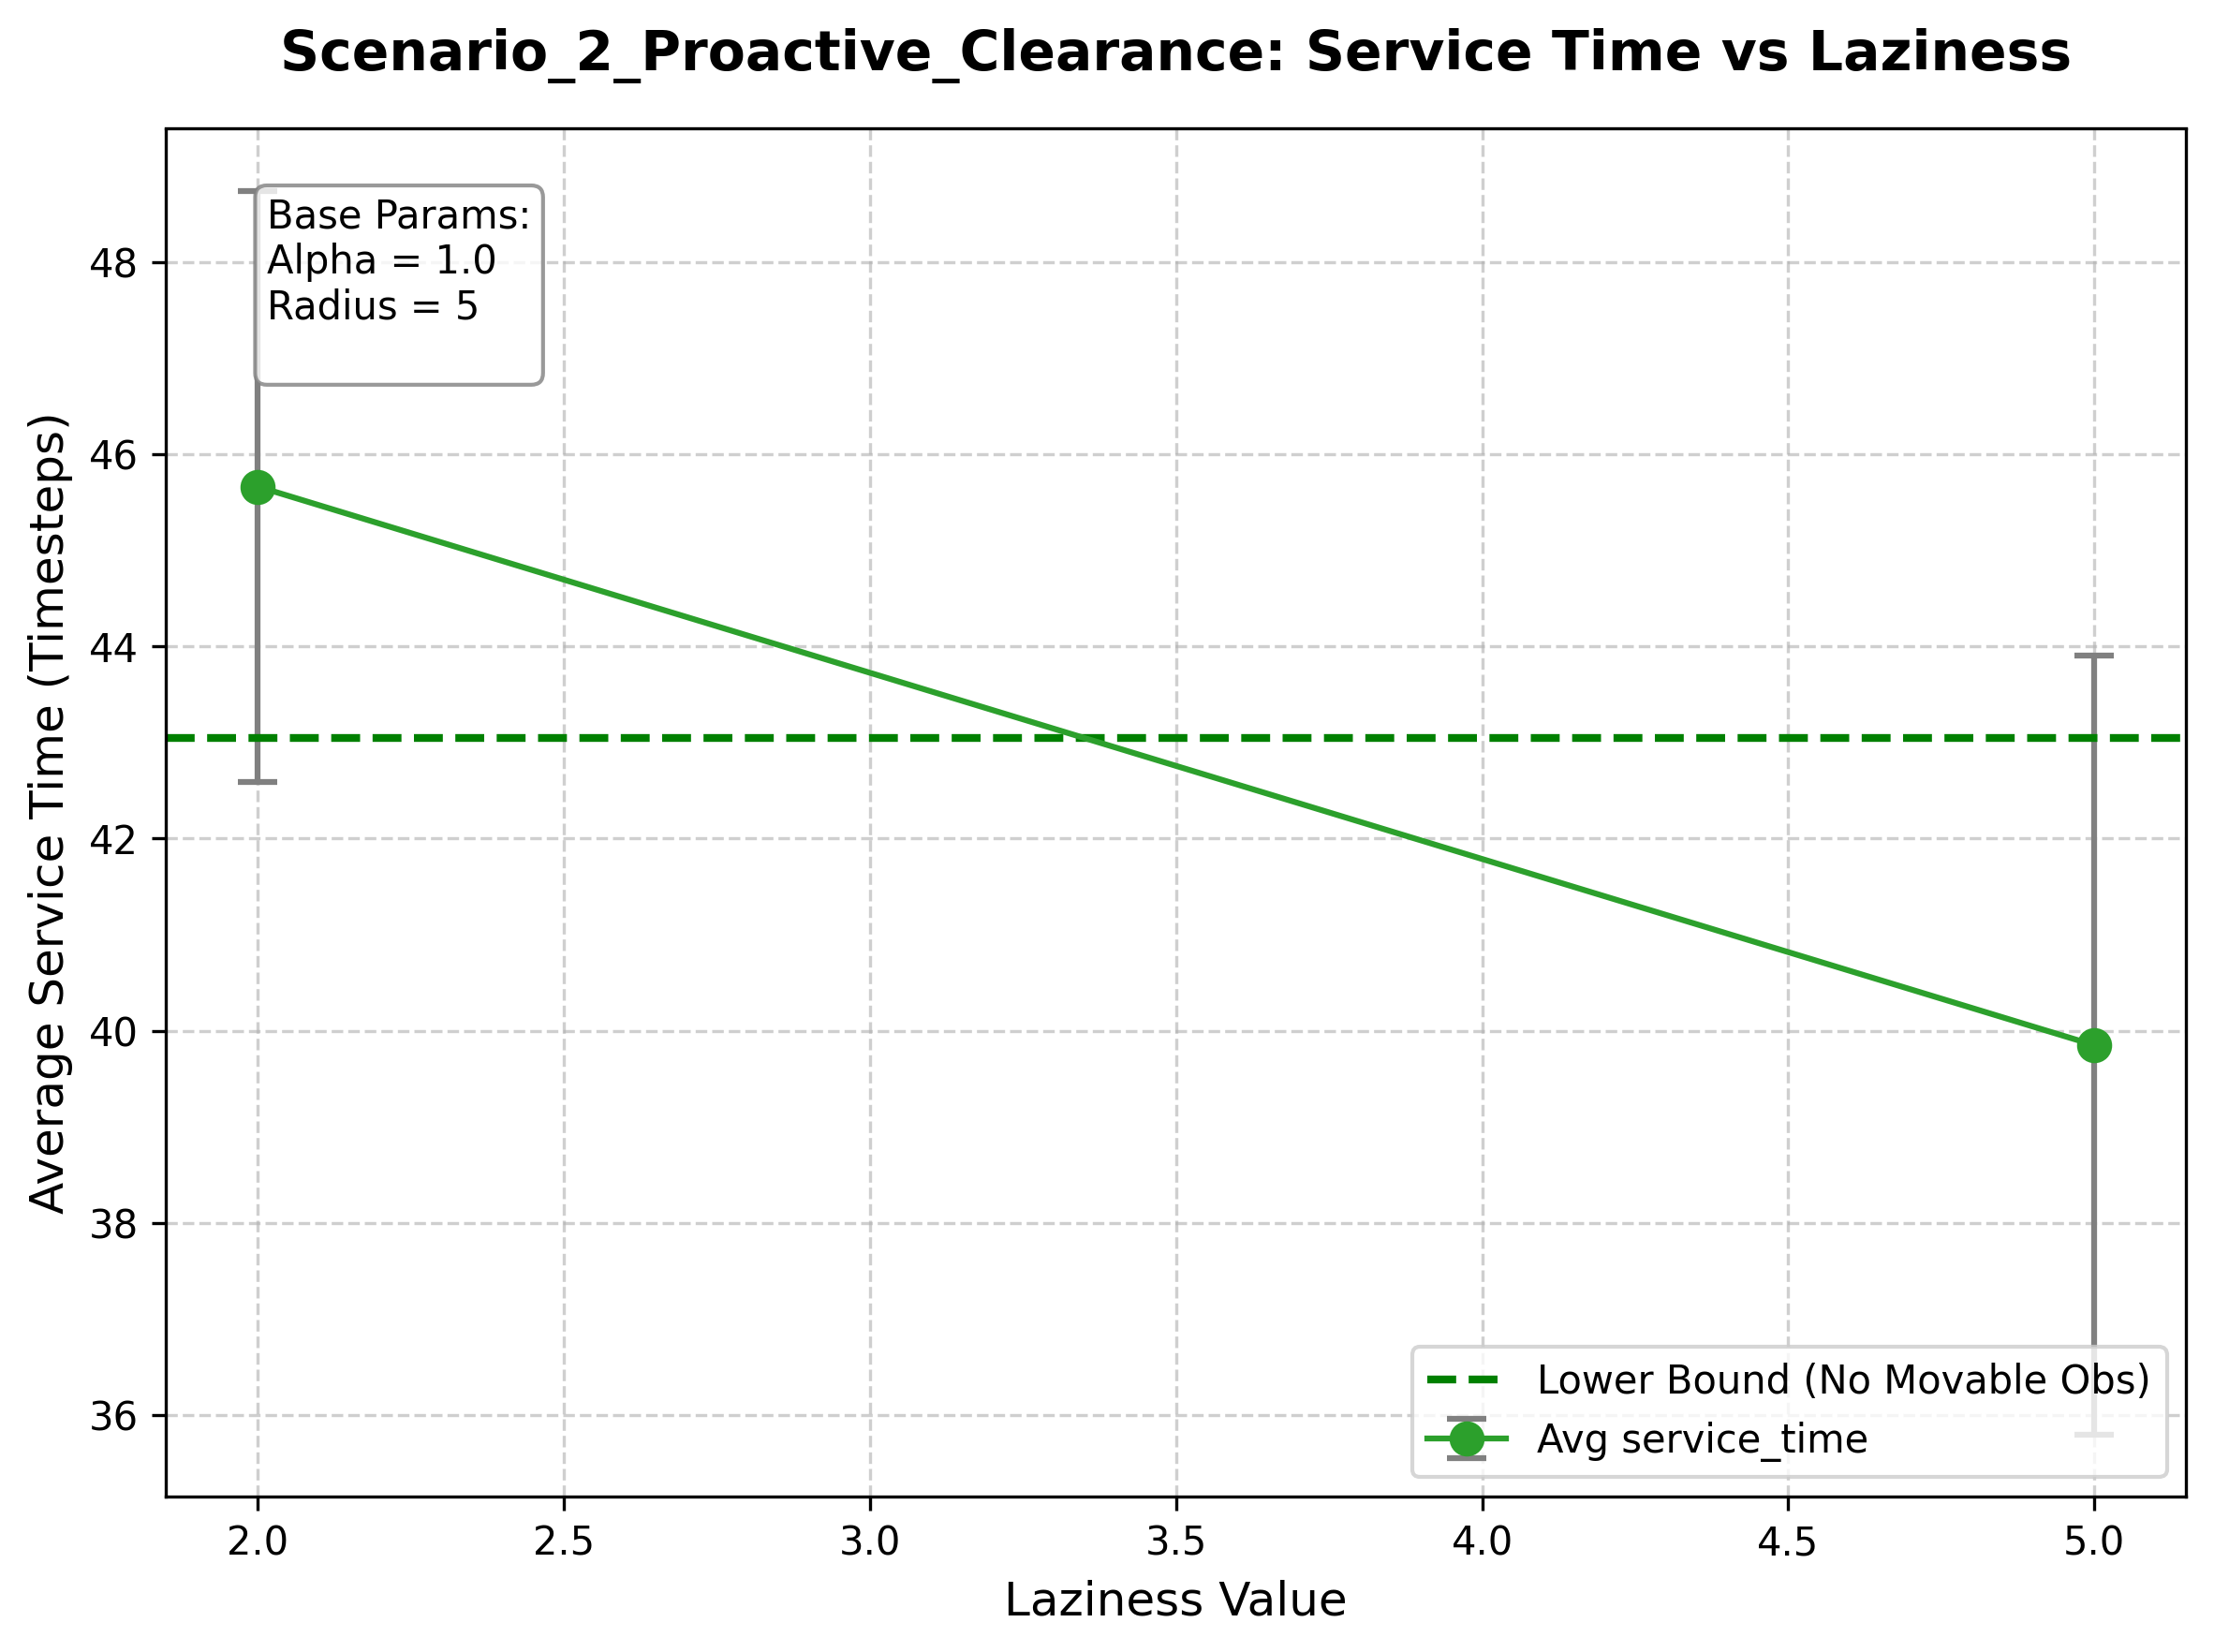 Scenario_2_Proactive_Clearance: Service Time vs Laziness
Base Params:
Alpha = 1.0
Radius = 5
48
46
44
42
40
38
36
Average Service Time (Timesteps)
Lower Bound (No Movable Obs)
Avg service_time
2.0 2.5 3.0 3.5 4.0 4.5 5.0
Laziness Value